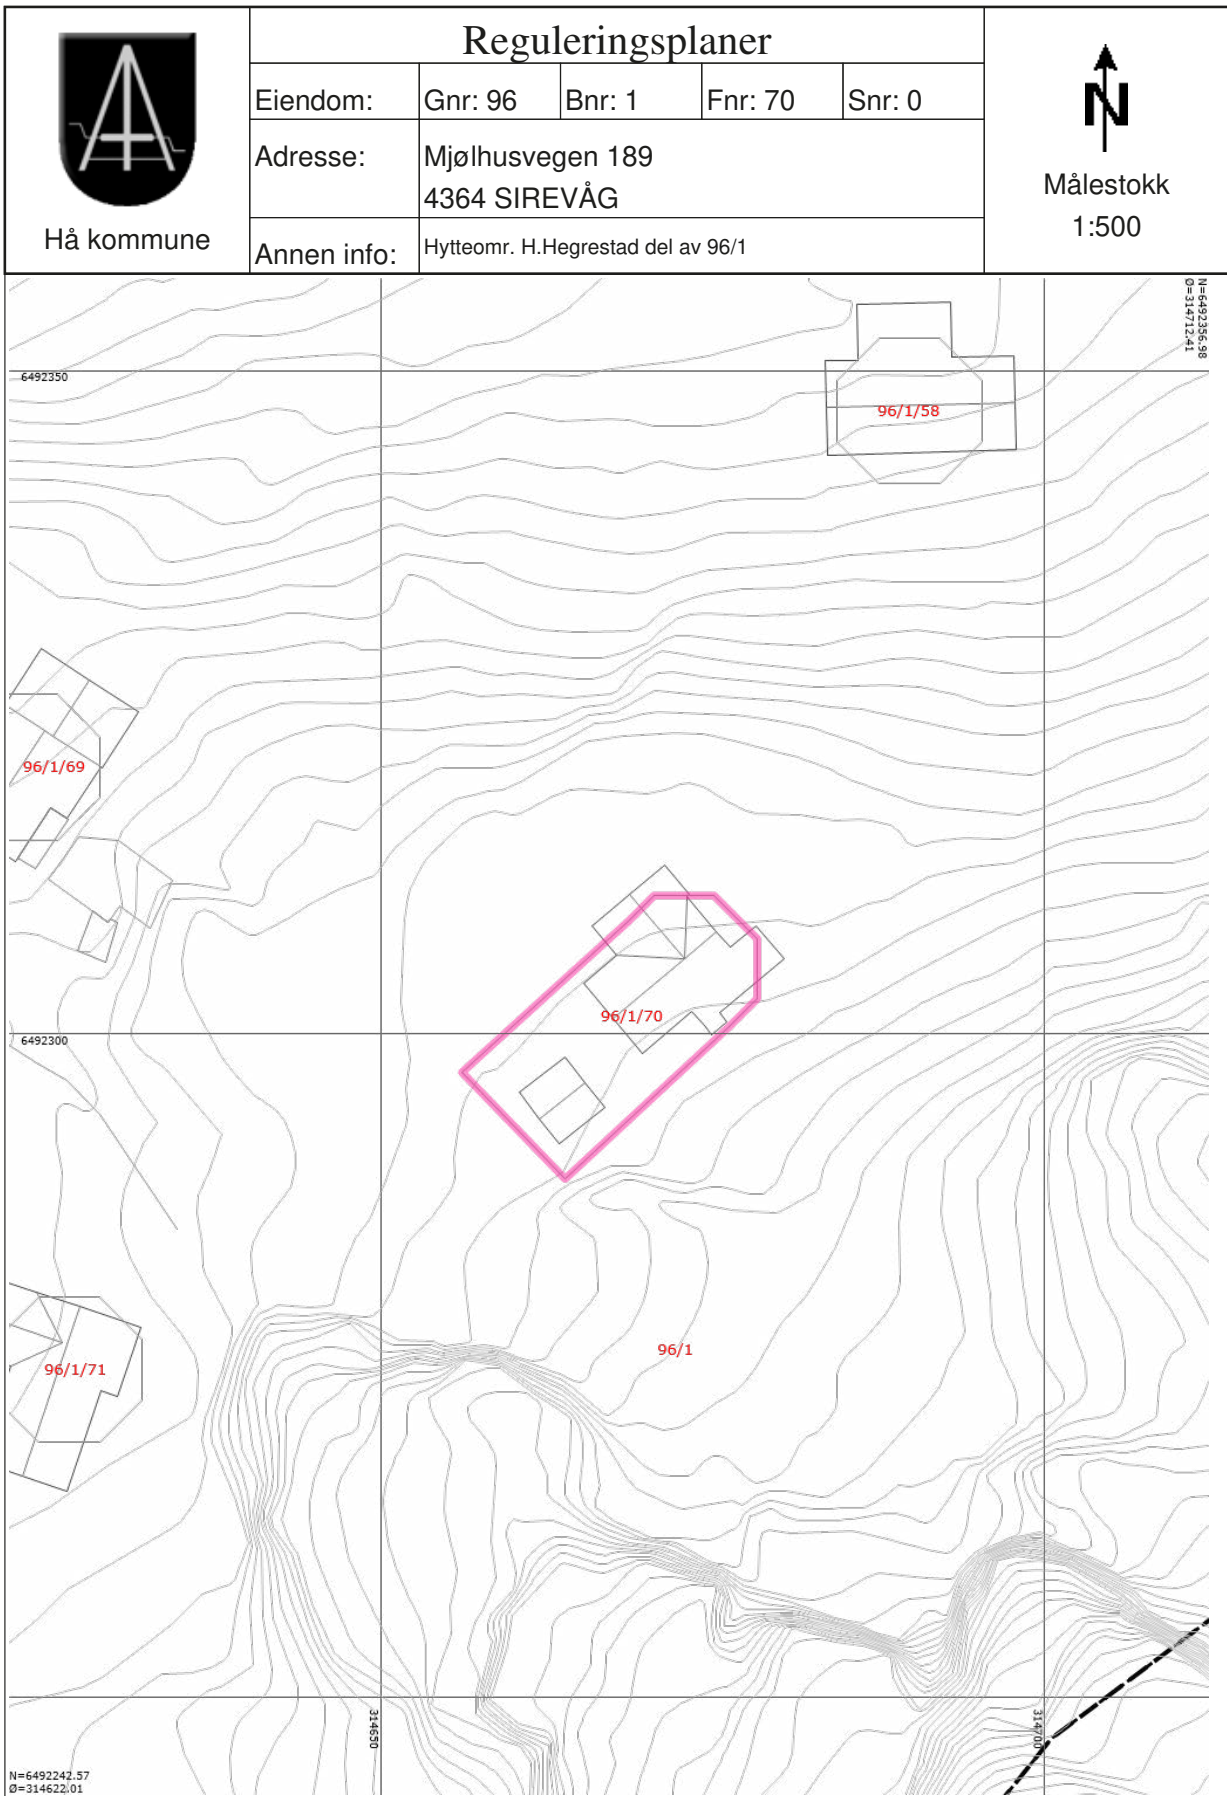 Reguleringsplaner
Eiendom: Gnr: 96 Bnr: 1 Fnr: 70 Snr: 0
Adresse: Mjølhusvegen 189
4364 SIREVÅG
Annen info: Hytteomr. H.Hegrestad del av 96/1
Hå kommune
N
Målestokk
1:500
N=6492356.98
Ø=314712.41
6492350
96/1/58
96/1/69
96/1/70
6492300
96/1
96/1/71
314650
314700
N=6492242.57
Ø=314622.01